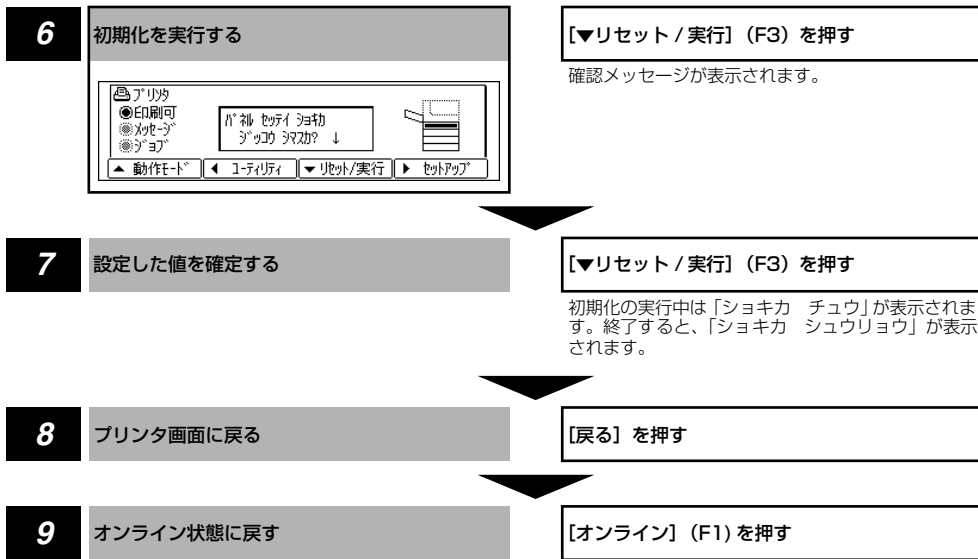 6
初期化を実行する
[▼リセット / 実行]（F3）を押す
確認メッセージが表示されます。
プリンタ
印刷可
メッセージ
ジョブ
パネル セッテイ ショキカ
ジッコウ シマスカ? ↓
▲ 動作モード ◀ ユーティリティ ▼ リセット/実行 ▶ セットアップ
7
設定した値を確定する
[▼リセット / 実行]（F3）を押す
初期化の実行中は「ショキカ　チュウ」が表示されま
す。終了すると、「ショキカ　シュウリョウ」が表示
されます。
8
プリンタ画面に戻る
[戻る] を押す
9
オンライン状態に戻す
[オンライン]（F1) を押す